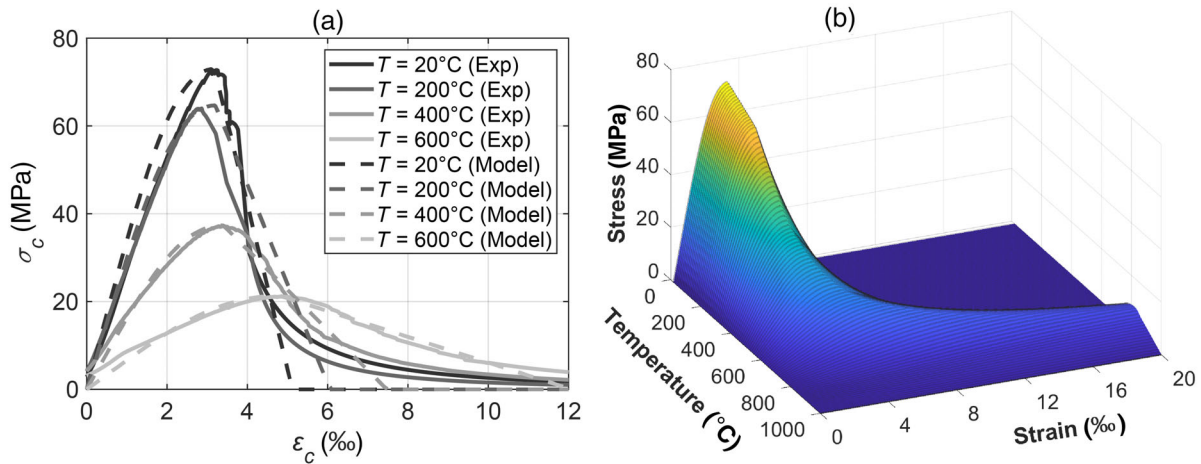 (a)
80
60
40
20
0
σc (MPa)
0 2 4 6 8 10 12
εc (‰)
T = 20°C (Exp)
T = 200°C (Exp)
T = 400°C (Exp)
T = 600°C (Exp)
T = 20°C (Model)
T = 200°C (Model)
T = 400°C (Model)
T = 600°C (Model)
(b)
80
60
40
20
0
Stress (MPa)
0
200
400
600
800
1000
Temperature (°C)
0 4 8 12 16 20
Strain (‰)